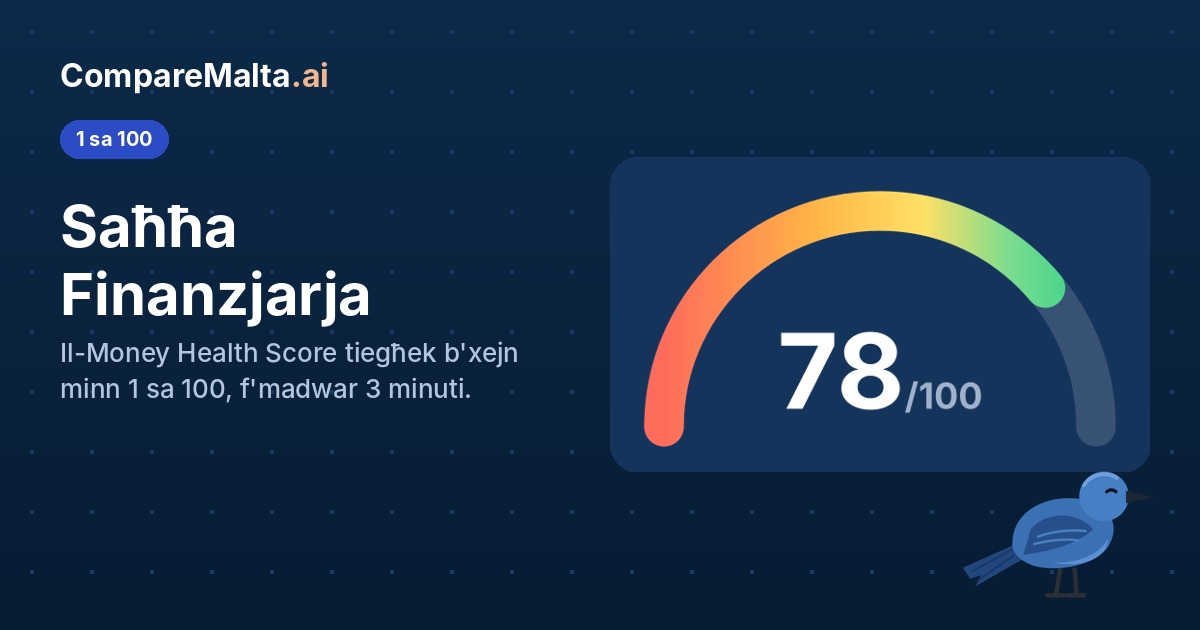 CompareMalta.ai
1 sa 100
Saħħa
Finanzjarja
Il-Money Health Score tiegħek b'xejn
minn 1 sa 100, f'madwar 3 minuti.
78/100